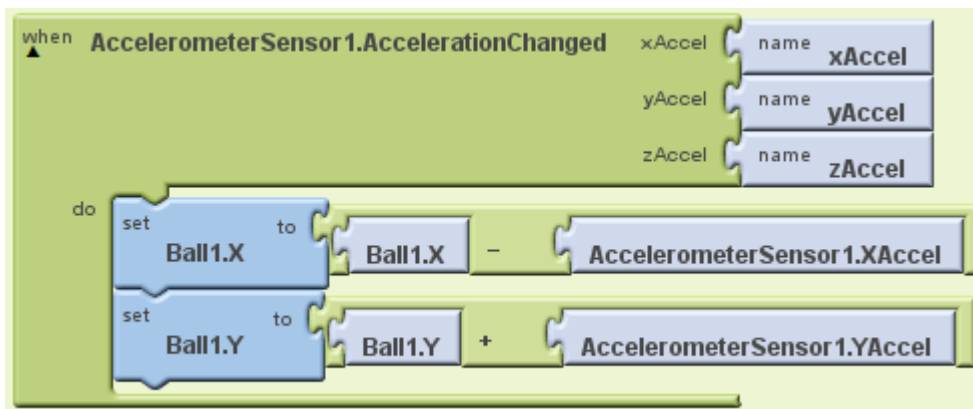 when AccelerometerSensor1.AccelerationChanged xAccel name xAccel
yAccel name yAccel
zAccel name zAccel
do
set Ball1.X to Ball1.X - AccelerometerSensor1.XAccel
set Ball1.Y to Ball1.Y + AccelerometerSensor1.YAccel